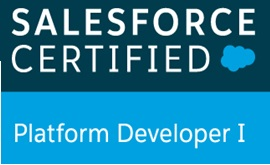 SALESFORCE
CERTIFIED
Platform Developer I